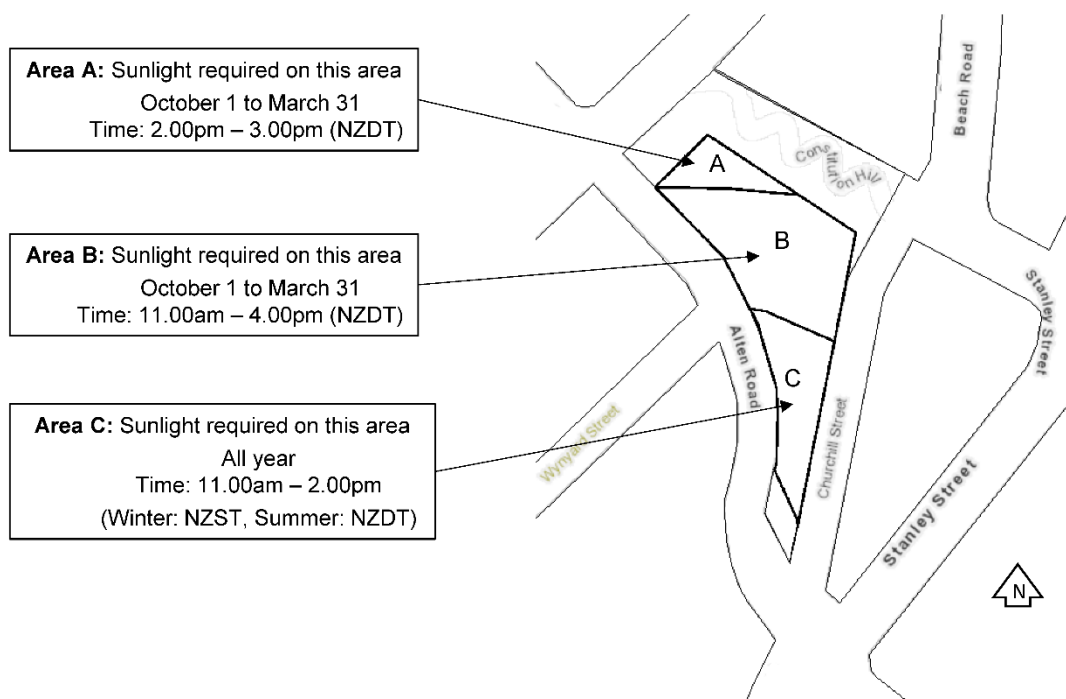 Area A: Sunlight required on this area
October 1 to March 31
Time: 2.00pm – 3.00pm (NZDT)
Area B: Sunlight required on this area
October 1 to March 31
Time: 11.00am – 4.00pm (NZDT)
Area C: Sunlight required on this area
All year
Time: 11.00am – 2.00pm
(Winter: NZST, Summer: NZDT)
A
B
C
Constitution Hill
Beach Road
Stanley Street
Alten Road
Wynyard Street
Churchill Street
Stanley Street
N